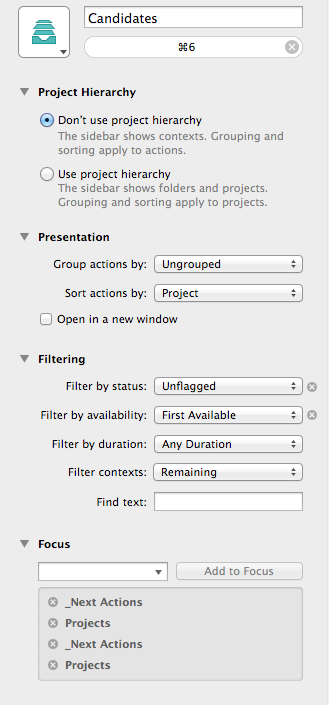 Candidates
⌘6
Project Hierarchy
Don't use project hierarchy
The sidebar shows contexts. Grouping and
sorting apply to actions.
Use project hierarchy
The sidebar shows folders and projects.
Grouping and sorting apply to projects.
Presentation
Group actions by: Ungrouped
Sort actions by: Project
Open in a new window
Filtering
Filter by status: Unflagged
Filter by availability: First Available
Filter by duration: Any Duration
Filter contexts: Remaining
Find text:
Focus
Add to Focus
_Next Actions
Projects
_Next Actions
Projects